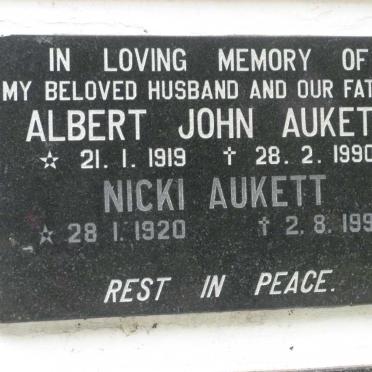 IN LOVING MEMORY OF
MY BELOVED HUSBAND AND OUR FAT
ALBERT JOHN AUKET
☆ 21. 1. 1919 † 28. 2. 1990
NICKI AUKETT
☆ 28 1. 1920 † 2. 8. 199
REST IN PEACE.